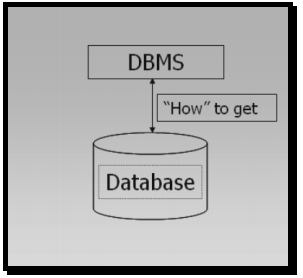 DBMS
“How” to get
Database